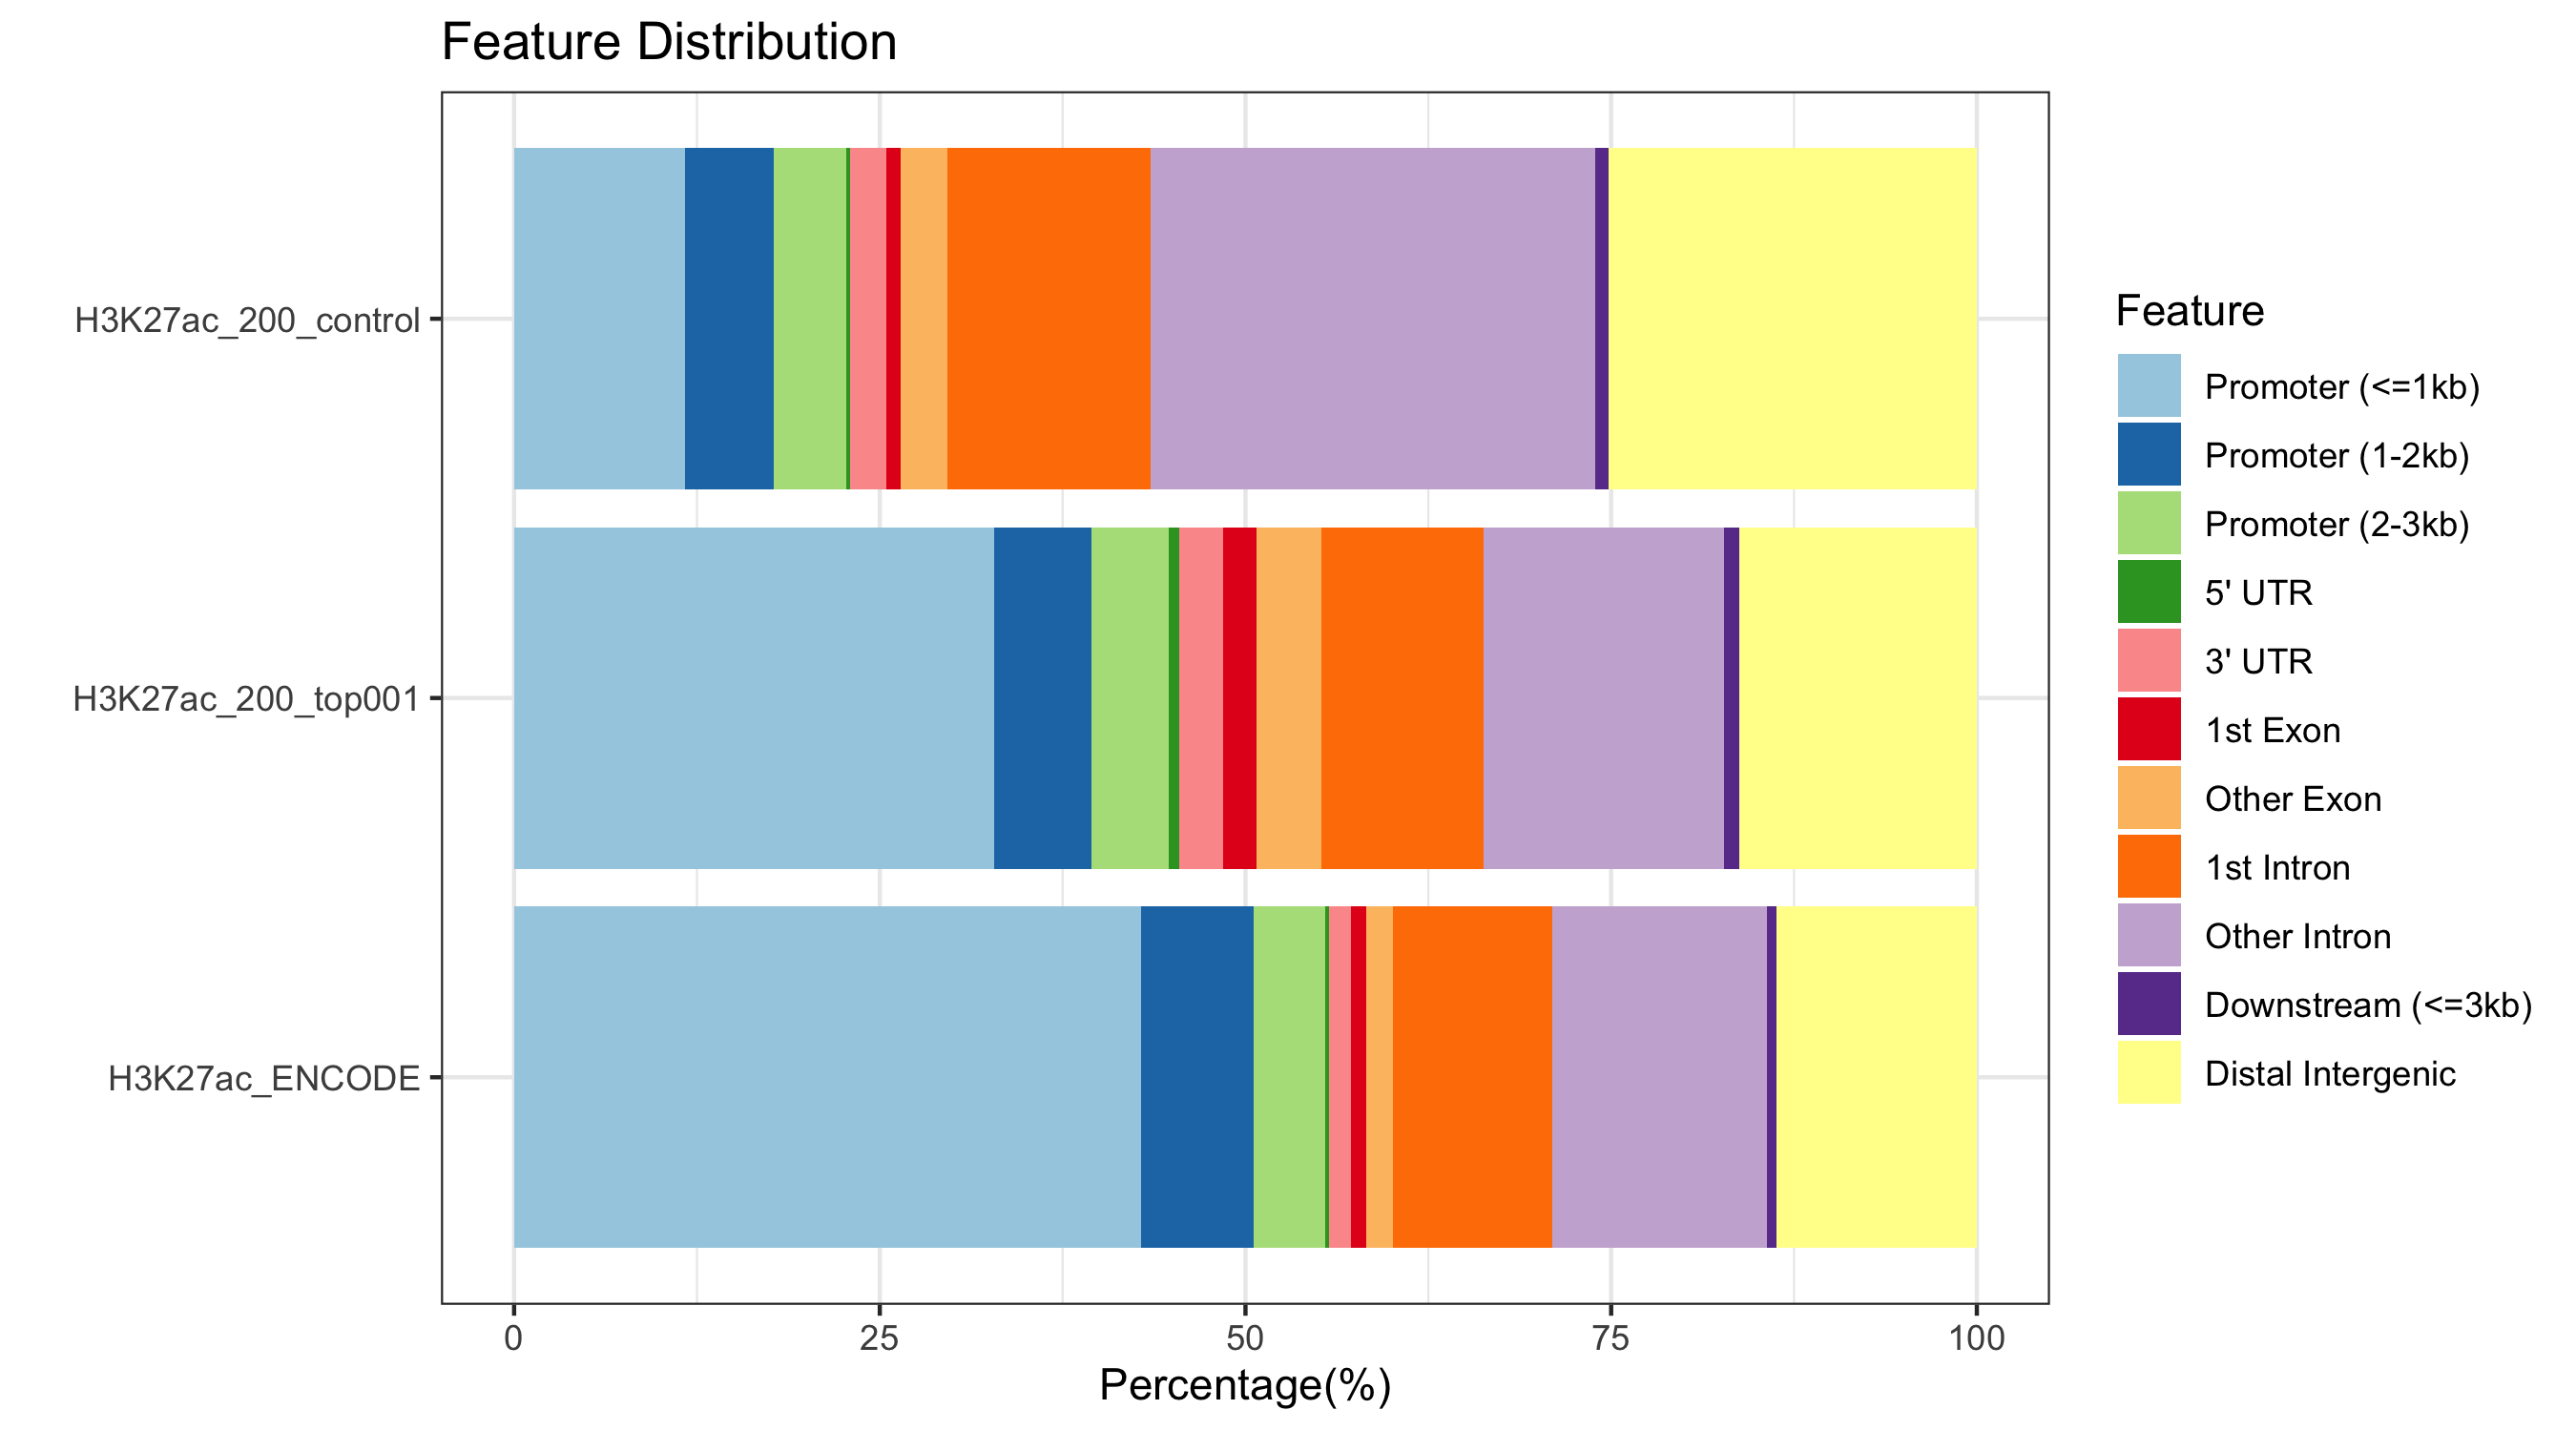 Feature Distribution
H3K27ac_200_control
H3K27ac_200_top001
H3K27ac_ENCODE
0 25 50 75 100
Percentage(%)
Feature
Promoter (<=1kb)
Promoter (1-2kb)
Promoter (2-3kb)
5' UTR
3' UTR
1st Exon
Other Exon
1st Intron
Other Intron
Downstream (<=3kb)
Distal Intergenic